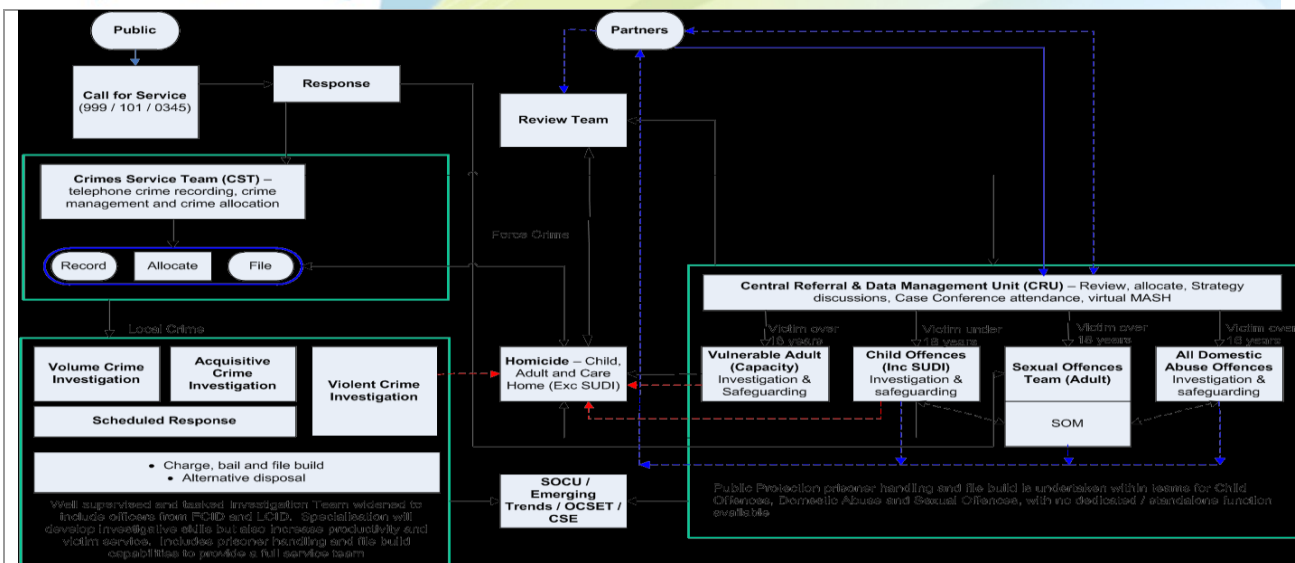 Public
Partners
Call for Service
(999 / 101 / 0345)
Response
Review Team
Crimes Service Team (CST) –
telephone crime recording, crime
management and crime allocation
Record
Allocate
File
Force Crime
Central Referral & Data Management Unit (CRU) – Review, allocate, Strategy
discussions, Case Conference attendance, virtual MASH
Local Crime
Victim over
18 years
Victim under
18 years
Victim over
18 years
Victim over
16 years
Volume Crime
Investigation
Acquisitive
Crime
Investigation
Violent Crime
Investigation
Scheduled Response
Homicide – Child,
Adult and Care
Home (Exc SUDI)
Vulnerable Adult
(Capacity)
Investigation &
Safeguarding
Child Offences
(Inc SUDI)
Investigation &
safeguarding
Sexual Offences
Team (Adult)
SOM
All Domestic
Abuse Offences
Investigation &
safeguarding
• Charge, bail and file build
• Alternative disposal
Well supervised and tasked Investigation Team widened to
include officers from FCID and LCID. Specialisation will
develop investigative skills but also increase productivity and
victim service. Includes prisoner handling and file build
capabilities to provide a full service team
SOCU /
Emerging
Trends / OCSET /
CSE
Public Protection prisoner handling and file build is undertaken within teams for Child
Offences, Domestic Abuse and Sexual Offences, with no dedicated / standalone function
available